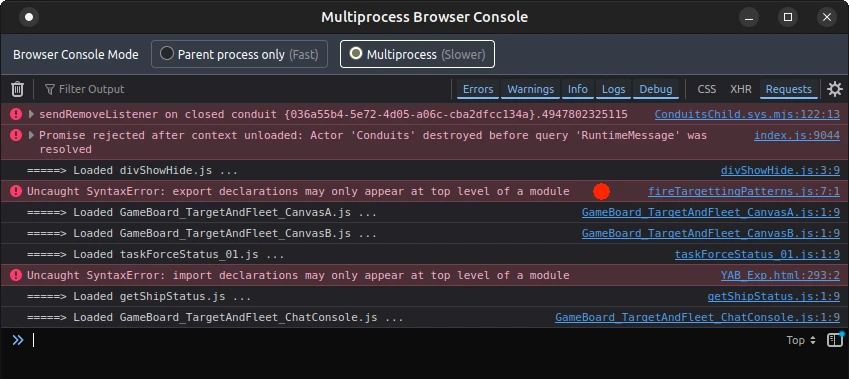 Multiprocess Browser Console
Browser Console Mode Parent process only (Fast) Multiprocess (Slower)
Filter Output Errors Warnings Info Logs Debug CSS XHR Requests
sendRemoveListener on closed conduit {036a55b4-5e72-4d05-a06c-cba2dfcc134a}.4947802325115 ConduitsChild.sys.mjs:122:13
Promise rejected after context unloaded: Actor 'Conduits' destroyed before query 'RuntimeMessage' was index.js:9044
resolved
=====> Loaded divShowHide.js ... divShowHide.js:3:9
Uncaught SyntaxError: export declarations may only appear at top level of a module fireTargettingPatterns.js:7:1
=====> Loaded GameBoard_TargetAndFleet_CanvasA.js ... GameBoard_TargetAndFleet_CanvasA.js:1:9
=====> Loaded GameBoard_TargetAndFleet_CanvasB.js ... GameBoard_TargetAndFleet_CanvasB.js:1:9
=====> Loaded taskForceStatus_01.js ... taskForceStatus_01.js:1:9
Uncaught SyntaxError: import declarations may only appear at top level of a module YAB_Exp.html:293:2
=====> Loaded getShipStatus.js ... getShipStatus.js:1:9
=====> Loaded GameBoard_TargetAndFleet_ChatConsole.js ... GameBoard_TargetAndFleet_ChatConsole.js:1:9
Top